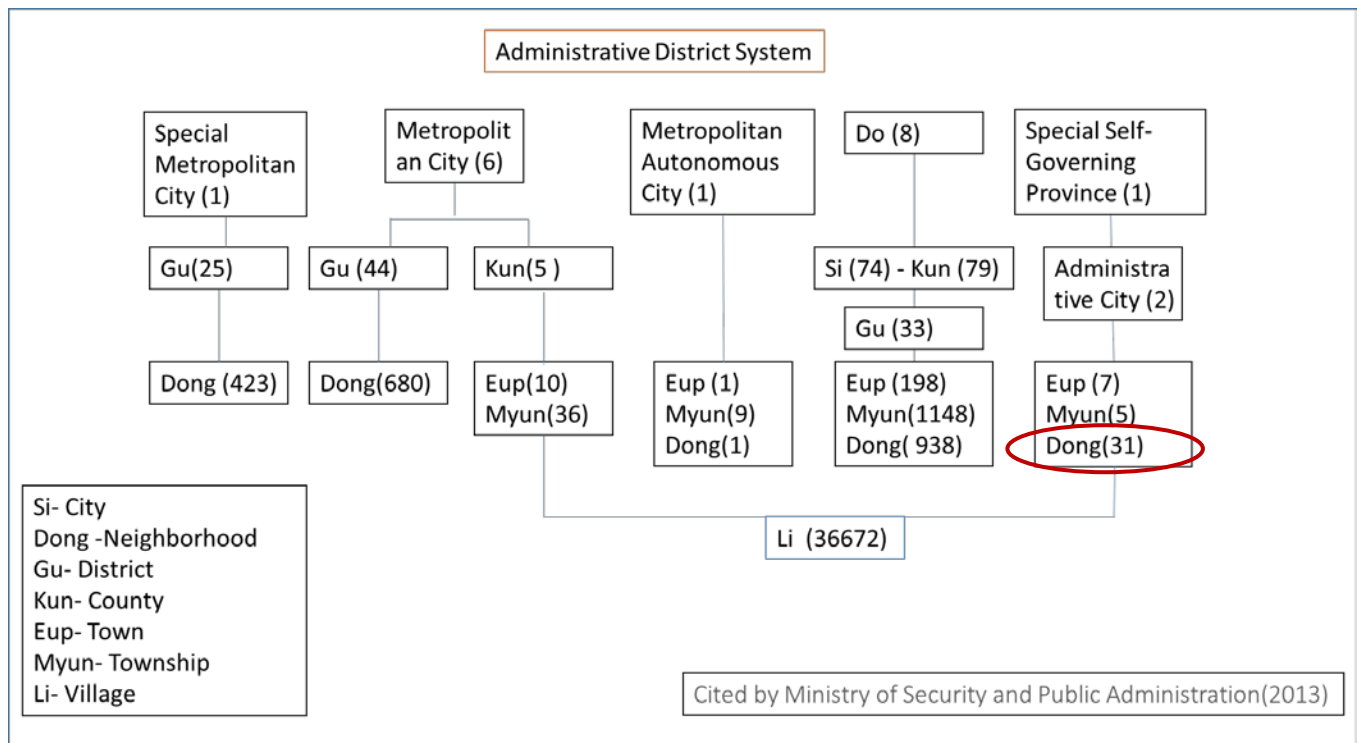 Administrative District System
Special
Metropolitan
City (1)
Metropolit
an City (6)
Metropolitan
Autonomous
City (1)
Do (8)
Special Self-
Governing
Province (1)
Gu(25)
Gu (44)
Kun(5 )
Si (74) - Kun (79)
Administra
tive City (2)
Gu (33)
Dong (423)
Dong(680)
Eup(10)
Myun(36)
Eup (1)
Myun(9)
Dong(1)
Eup (198)
Myun(1148)
Dong( 938)
Eup (7)
Myun(5)
Dong(31)
Li (36672)
Si- City
Dong -Neighborhood
Gu- District
Kun- County
Eup- Town
Myun- Township
Li- Village
Cited by Ministry of Security and Public Administration(2013)